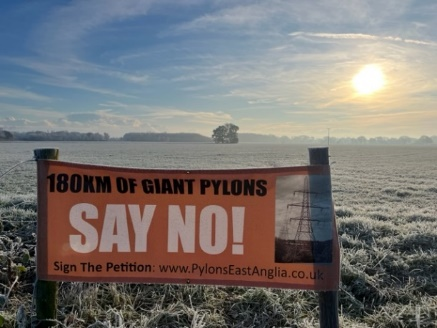 180KM OF GIANT PYLONS
SAY NO!
Sign The Petition: www.PylonsEastAnglia.co.uk